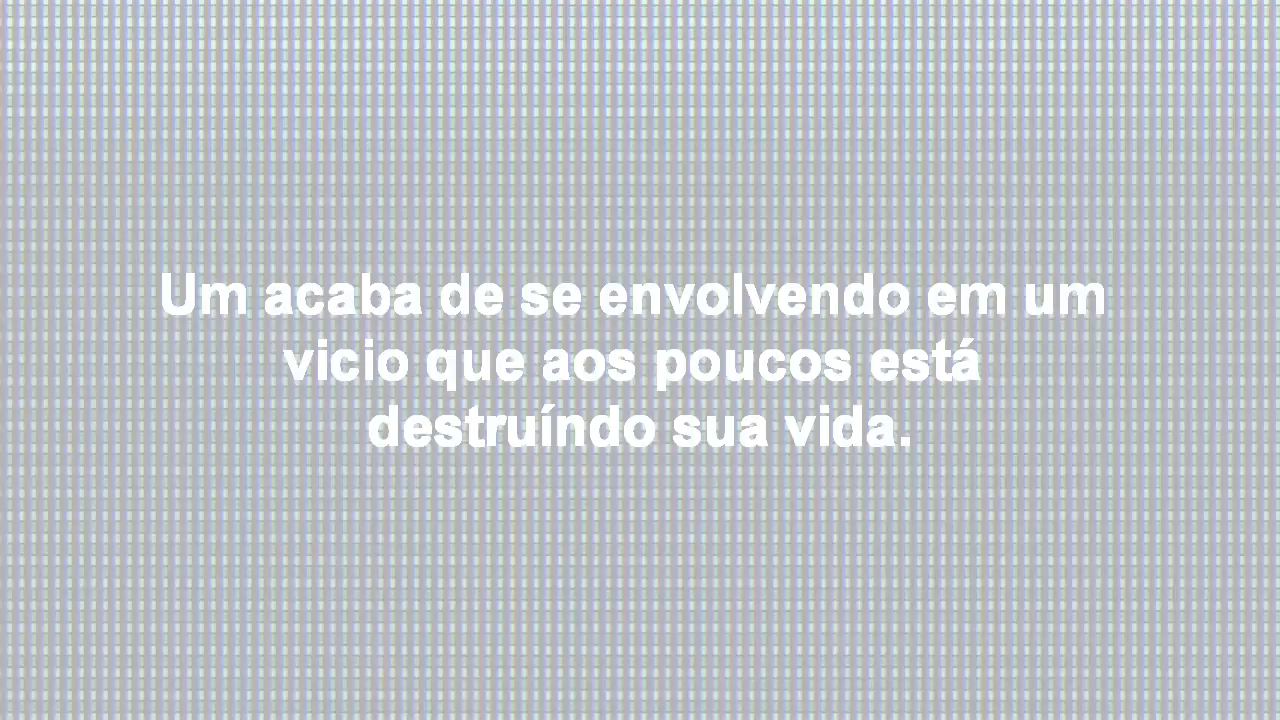 Um acaba de se envolvendo em um
vicio que aos poucos está
destruíndo sua vida.